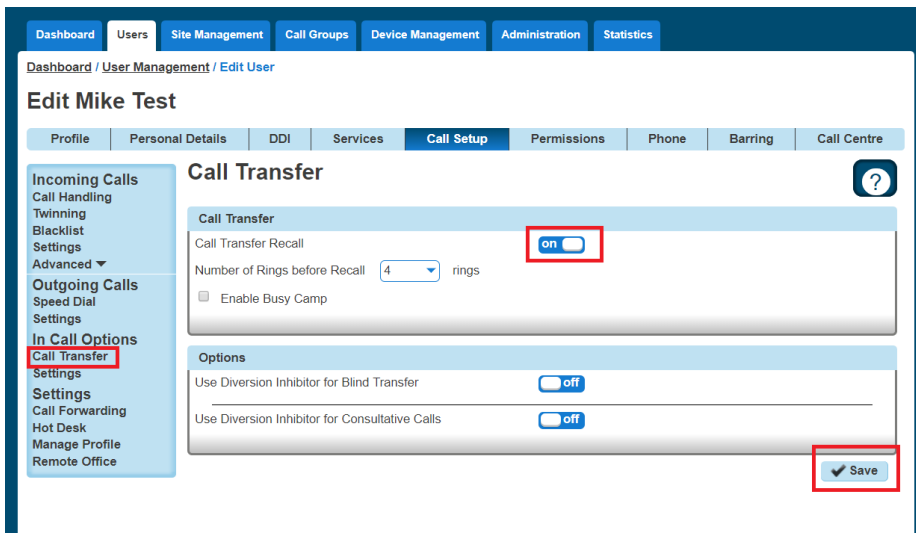 Dashboard Users Site Management Call Groups Device Management Administration Statistics
Dashboard / User Management / Edit User
Edit Mike Test
Profile Personal Details DDI Services Call Setup Permissions Phone Barring Call Centre
Incoming Calls
Call Handling
Twinning
Blacklist
Settings
Advanced
Outgoing Calls
Speed Dial
Settings
In Call Options
Call Transfer
Settings
Settings
Call Forwarding
Hot Desk
Manage Profile
Remote Office
Call Transfer
?
Call Transfer
Call Transfer Recall on
Number of Rings before Recall 4 rings
Enable Busy Camp
Options
Use Diversion Inhibitor for Blind Transfer off
Use Diversion Inhibitor for Consultative Calls off
Save